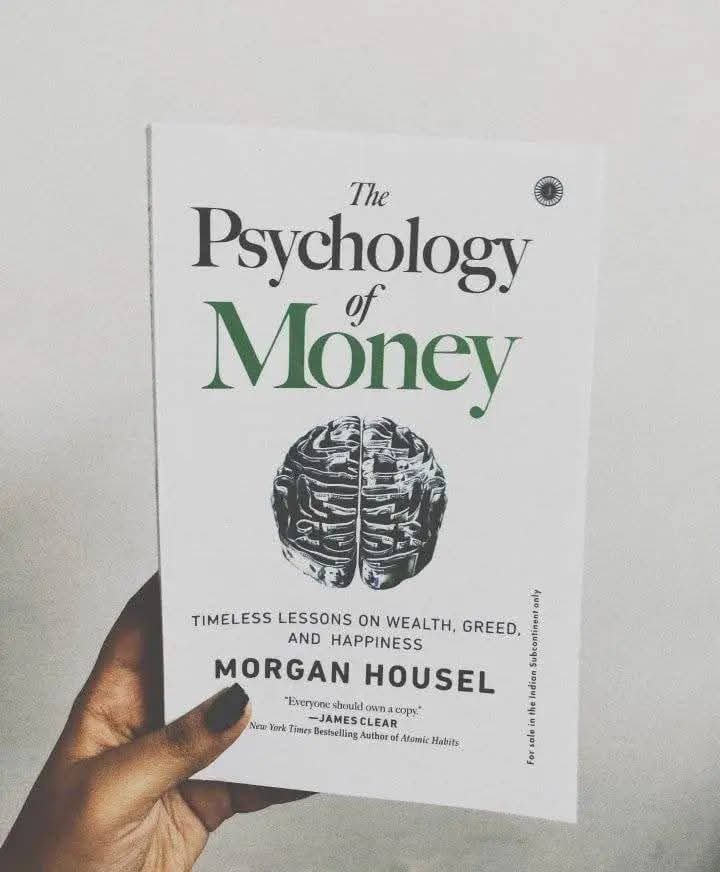 The
Psychology
of
Money
TIMELESS LESSONS ON WEALTH, GREED,
AND HAPPINESS
MORGAN HOUSEL
"Everyone should own a copy."
—JAMES CLEAR
New York Times Bestselling Author of Atomic Habits
For sale in the Indian Subcontinent only